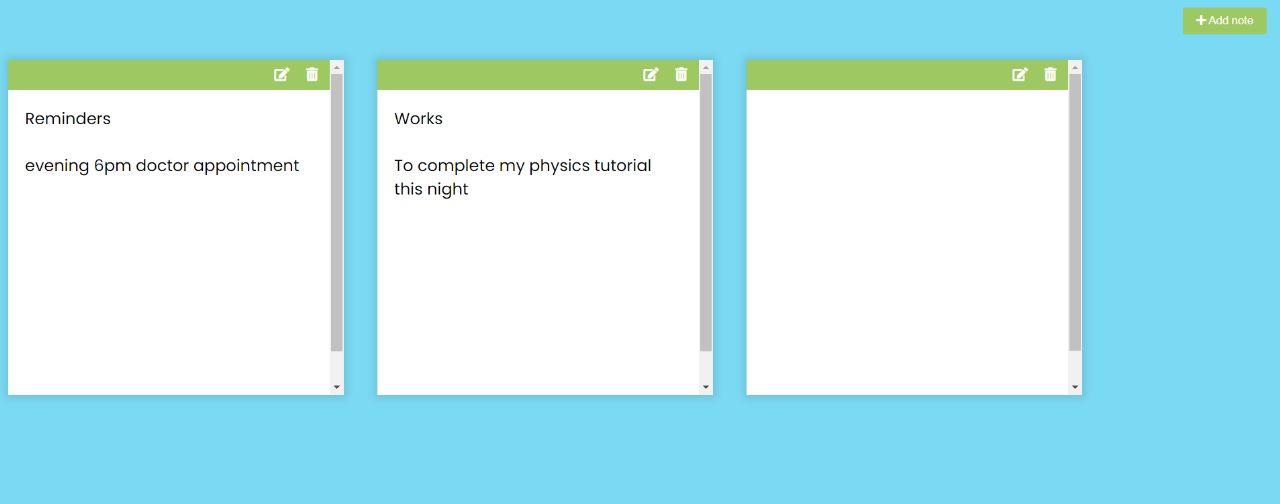 Add note
Reminders
evening 6pm doctor appointment
Works
To complete my physics tutorial
this night